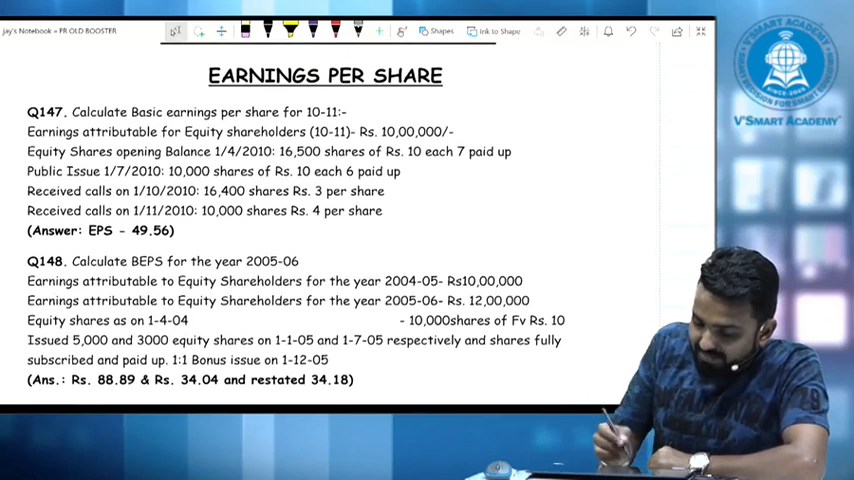 jay's Notebook » FR OLD BOOSTER
Shapes
Ink to Shape
EARNINGS PER SHARE
Q147. Calculate Basic earnings per share for 10-11:-
Earnings attributable for Equity shareholders (10-11)- Rs. 10,00,000/-
Equity Shares opening Balance 1/4/2010: 16,500 shares of Rs. 10 each 7 paid up
Public Issue 1/7/2010: 10,000 shares of Rs. 10 each 6 paid up
Received calls on 1/10/2010: 16,400 shares Rs. 3 per share
Received calls on 1/11/2010: 10,000 shares Rs. 4 per share
(Answer: EPS - 49.56)
Q148. Calculate BEPS for the year 2005-06
Earnings attributable to Equity Shareholders for the year 2004-05- Rs10,00,000
Earnings attributable to Equity Shareholders for the year 2005-06- Rs. 12,00,000
Equity shares as on 1-4-04 - 10,000shares of Fv Rs. 10
Issued 5,000 and 3000 equity shares on 1-1-05 and 1-7-05 respectively and shares fully
subscribed and paid up. 1:1 Bonus issue on 1-12-05
(Ans.: Rs. 88.89 & Rs. 34.04 and restated 34.18)
V'SMART ACADEMY
SINCE-2008
V'SMART ACADEMY